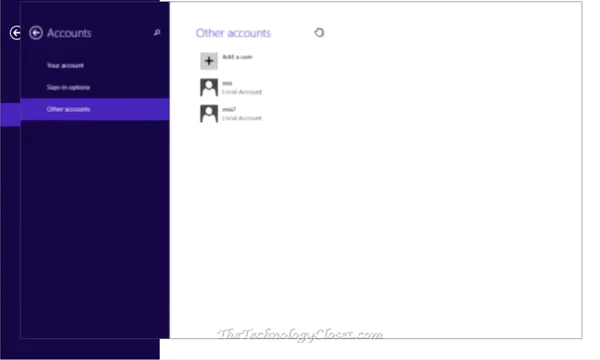 Accounts
Your account
Sign-in options
Other accounts
Other accounts
Add a user
Local Account
Local Account
TheTechnologyCloset.com